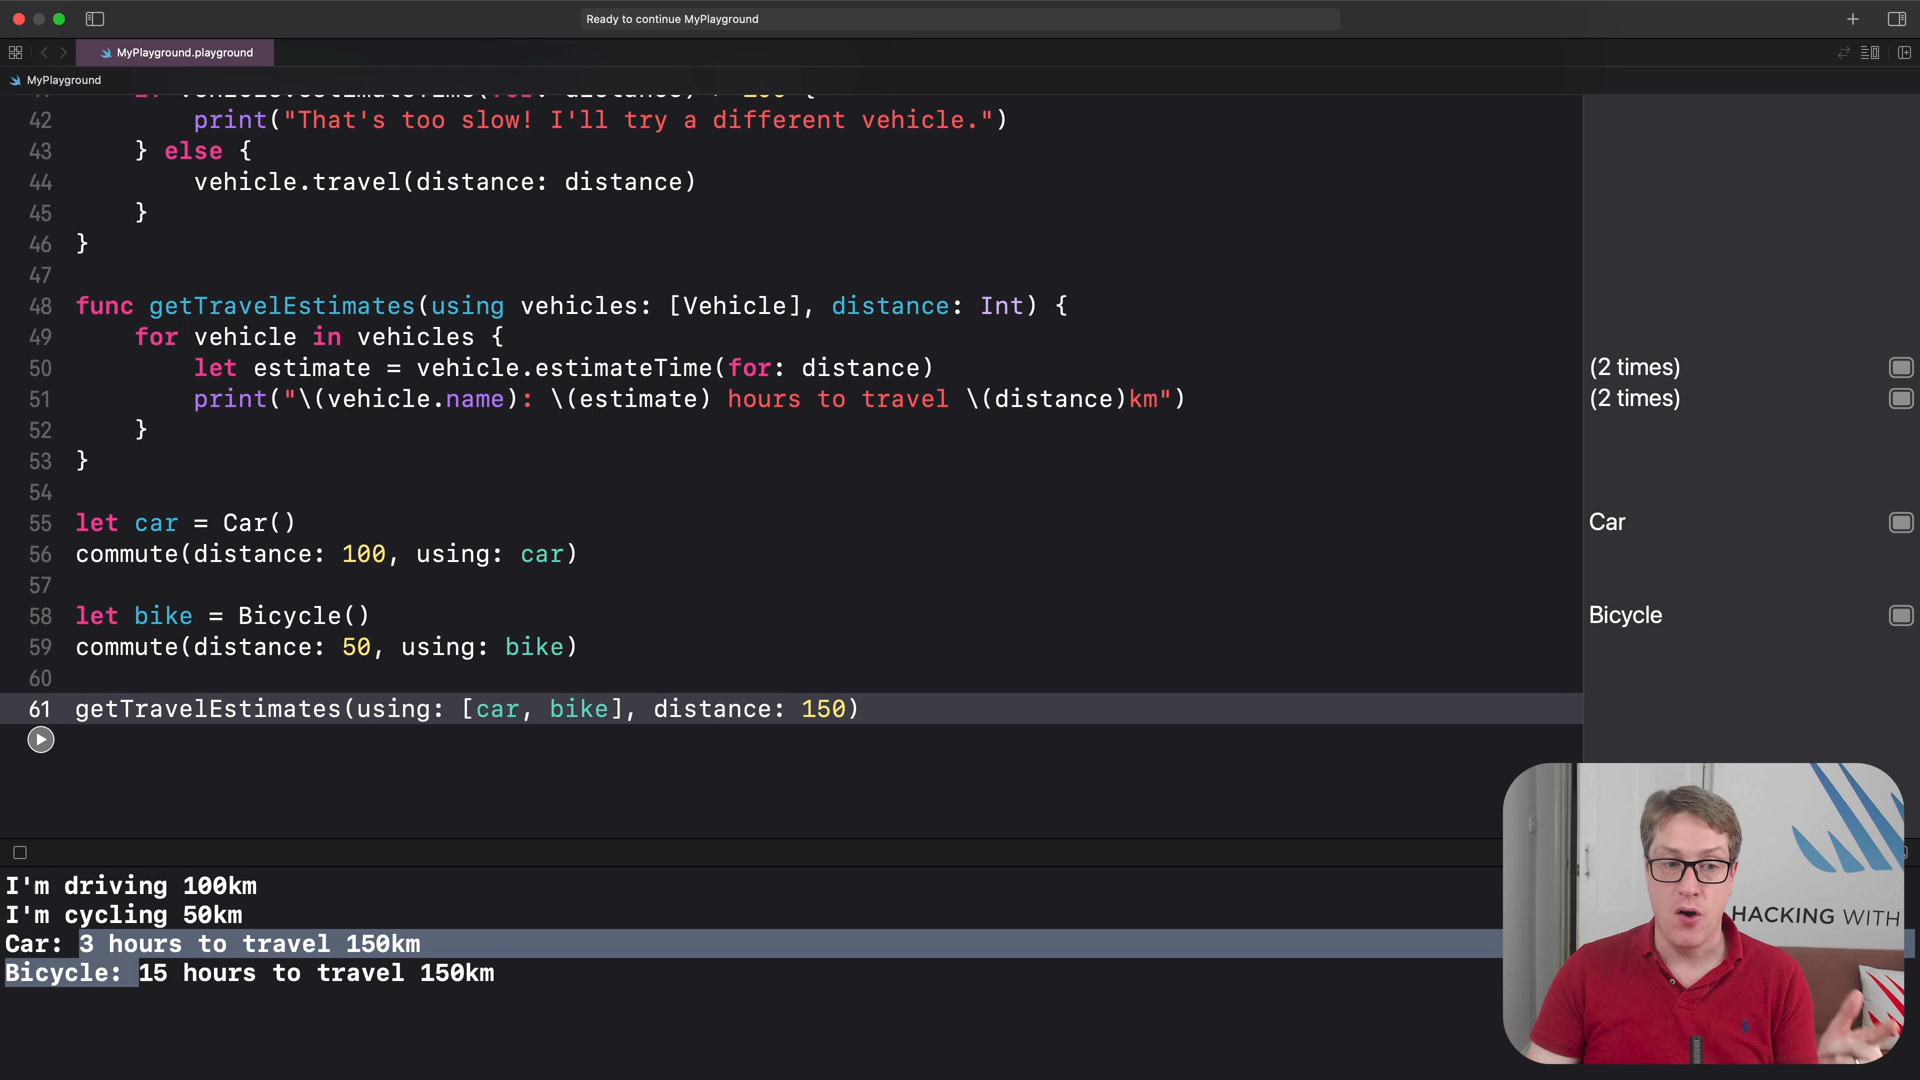 Ready to continue MyPlayground
MyPlayground.playground
MyPlayground
42 print("That's too slow! I'll try a different vehicle.")
43 } else {
44 vehicle.travel(distance: distance)
45 }
46 }
47
48 func getTravelEstimates(using vehicles: [Vehicle], distance: Int) {
49 for vehicle in vehicles {
50 let estimate = vehicle.estimateTime(for: distance) (2 times)
51 print("\(vehicle.name): \(estimate) hours to travel \(distance)km") (2 times)
52 }
53 }
54
55 let car = Car() Car
56 commute(distance: 100, using: car)
57
58 let bike = Bicycle() Bicycle
59 commute(distance: 50, using: bike)
60
61 getTravelEstimates(using: [car, bike], distance: 150)
I'm driving 100km
I'm cycling 50km
Car: 3 hours to travel 150km
Bicycle: 15 hours to travel 150km
HACKING WITH